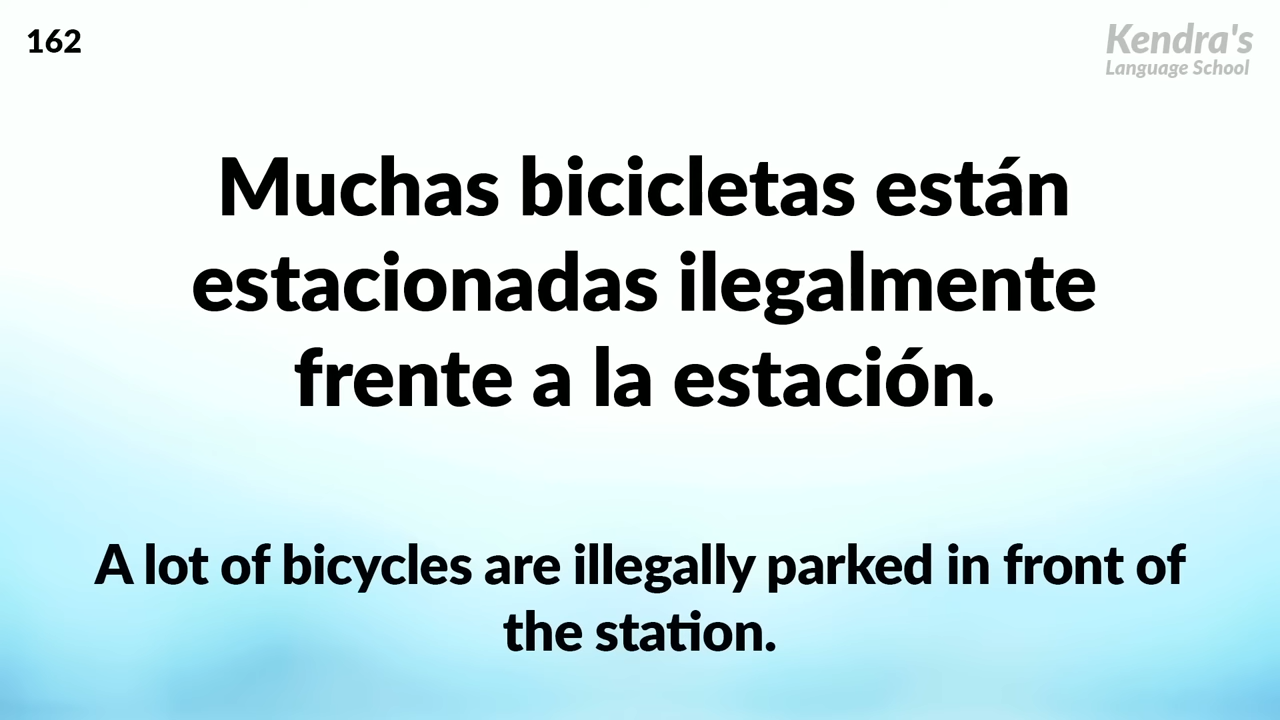 162
Kendra's
Language School
Muchas bicicletas están
estacionadas ilegalmente
frente a la estación.
A lot of bicycles are illegally parked in front of
the station.